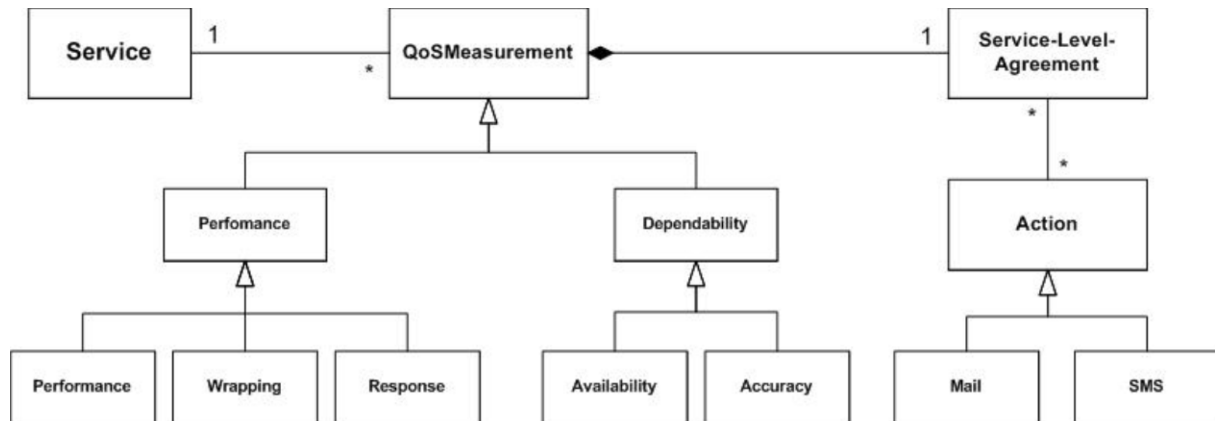 Service
1
*
QoSMeasurement
1
Service-Level-
Agreement
*
*
Perfomance
Dependability
Action
Performance
Wrapping
Response
Availability
Accuracy
Mail
SMS